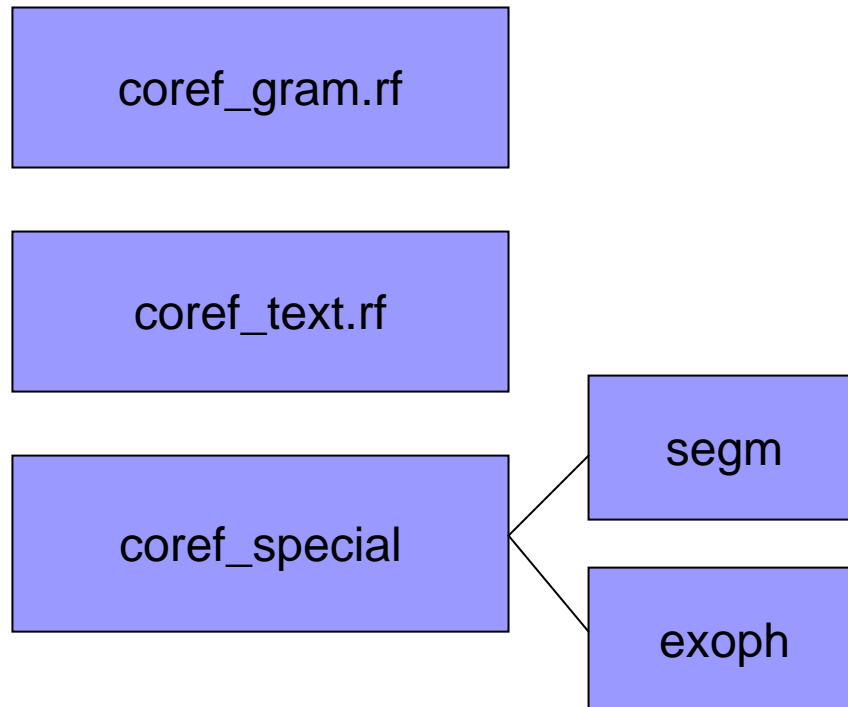 coref_gram.rf
coref_text.rf
coref_special
segm
exoph